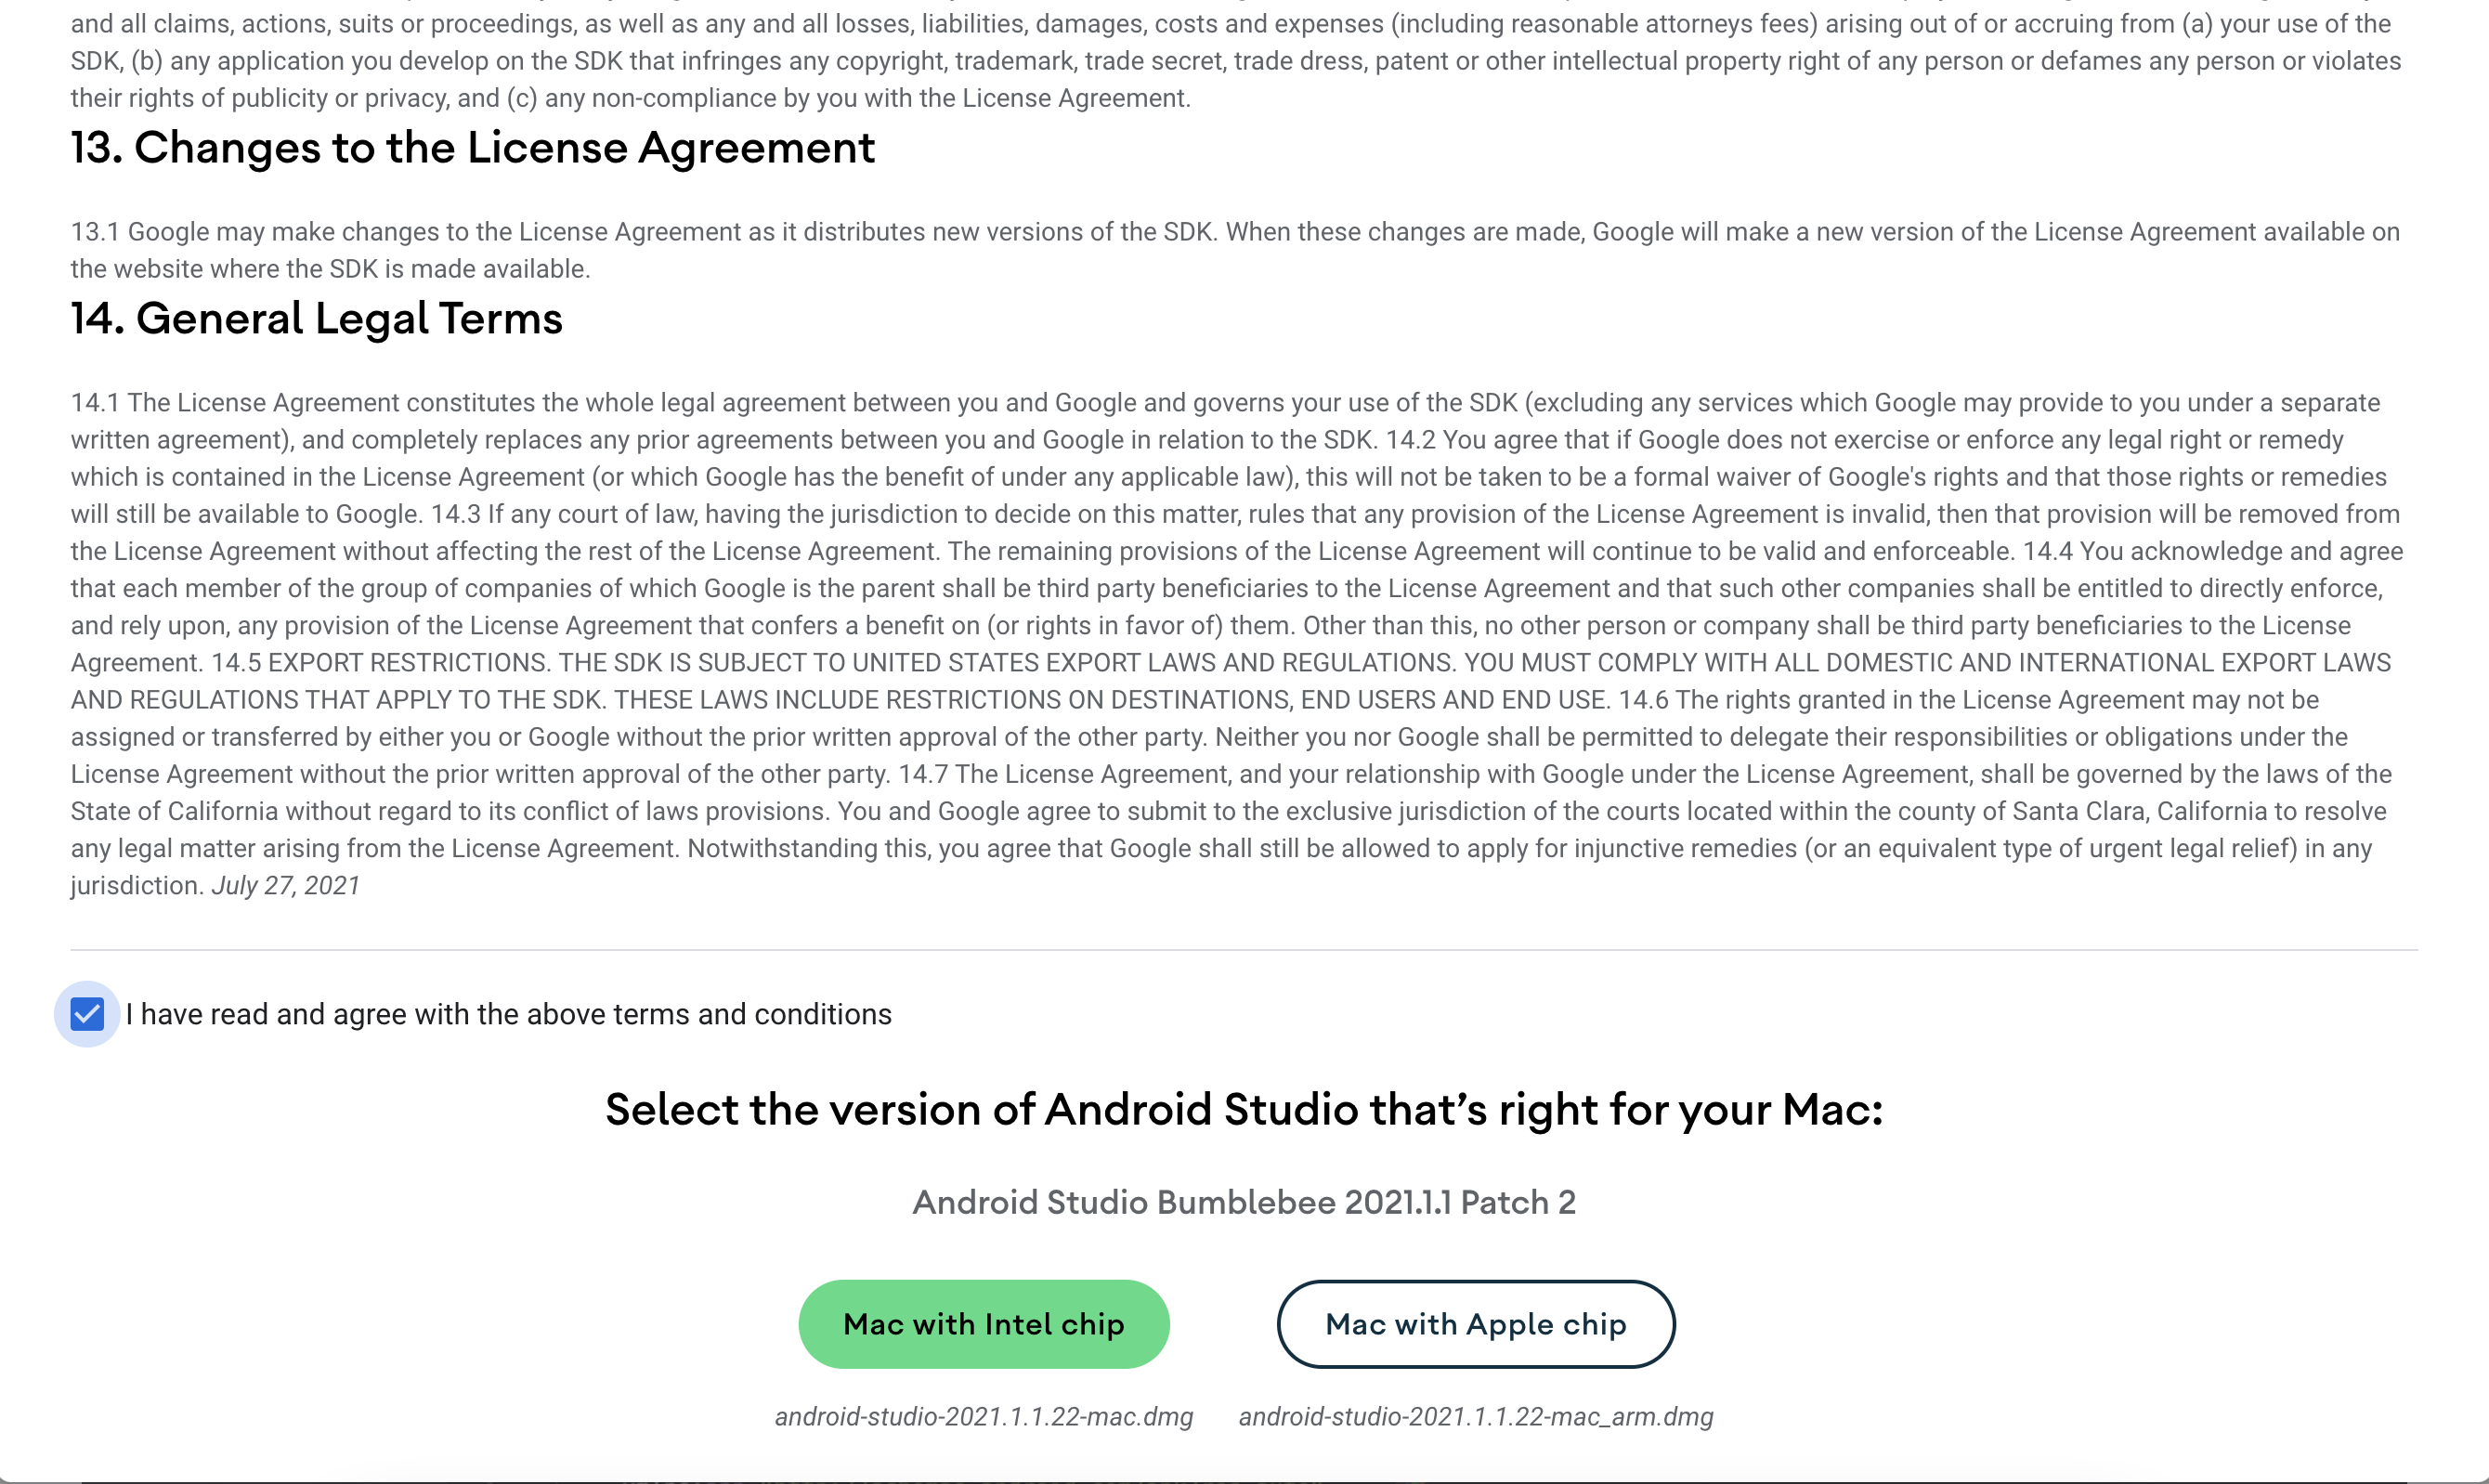 and all claims, actions, suits or proceedings, as well as any and all losses, liabilities, damages, costs and expenses (including reasonable attorneys fees) arising out of or accruing from (a) your use of the
SDK, (b) any application you develop on the SDK that infringes any copyright, trademark, trade secret, trade dress, patent or other intellectual property right of any person or defames any person or violates
their rights of publicity or privacy, and (c) any non-compliance by you with the License Agreement.
13. Changes to the License Agreement
13.1 Google may make changes to the License Agreement as it distributes new versions of the SDK. When these changes are made, Google will make a new version of the License Agreement available on
the website where the SDK is made available.
14. General Legal Terms
14.1 The License Agreement constitutes the whole legal agreement between you and Google and governs your use of the SDK (excluding any services which Google may provide to you under a separate
written agreement), and completely replaces any prior agreements between you and Google in relation to the SDK. 14.2 You agree that if Google does not exercise or enforce any legal right or remedy
which is contained in the License Agreement (or which Google has the benefit of under any applicable law), this will not be taken to be a formal waiver of Google's rights and that those rights or remedies
will still be available to Google. 14.3 If any court of law, having the jurisdiction to decide on this matter, rules that any provision of the License Agreement is invalid, then that provision will be removed from
the License Agreement without affecting the rest of the License Agreement. The remaining provisions of the License Agreement will continue to be valid and enforceable. 14.4 You acknowledge and agree
that each member of the group of companies of which Google is the parent shall be third party beneficiaries to the License Agreement and that such other companies shall be entitled to directly enforce,
and rely upon, any provision of the License Agreement that confers a benefit on (or rights in favor of) them. Other than this, no other person or company shall be third party beneficiaries to the License
Agreement. 14.5 EXPORT RESTRICTIONS. THE SDK IS SUBJECT TO UNITED STATES EXPORT LAWS AND REGULATIONS. YOU MUST COMPLY WITH ALL DOMESTIC AND INTERNATIONAL EXPORT LAWS
AND REGULATIONS THAT APPLY TO THE SDK. THESE LAWS INCLUDE RESTRICTIONS ON DESTINATIONS, END USERS AND END USE. 14.6 The rights granted in the License Agreement may not be
assigned or transferred by either you or Google without the prior written approval of the other party. Neither you nor Google shall be permitted to delegate their responsibilities or obligations under the
License Agreement without the prior written approval of the other party. 14.7 The License Agreement, and your relationship with Google under the License Agreement, shall be governed by the laws of the
State of California without regard to its conflict of laws provisions. You and Google agree to submit to the exclusive jurisdiction of the courts located within the county of Santa Clara, California to resolve
any legal matter arising from the License Agreement. Notwithstanding this, you agree that Google shall still be allowed to apply for injunctive remedies (or an equivalent type of urgent legal relief) in any
jurisdiction. July 27, 2021
I have read and agree with the above terms and conditions
Select the version of Android Studio that’s right for your Mac:
Android Studio Bumblebee 2021.1.1 Patch 2
Mac with Intel chip
Mac with Apple chip
android-studio-2021.1.1.22-mac.dmg
android-studio-2021.1.1.22-mac_arm.dmg